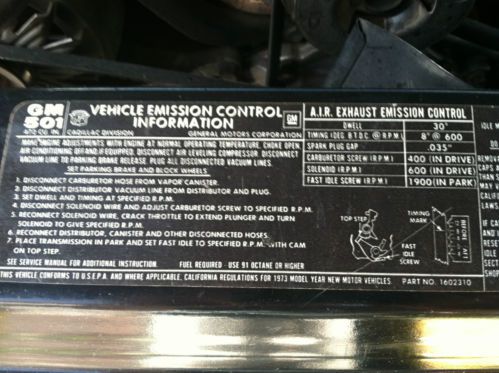 GM
501
VEHICLE EMISSION CONTROL
INFORMATION
GM
CU. IN. CADILLAC DIVISION GENERAL MOTORS CORPORATION
MAKE ENGINE ADJUSTMENTS WITH ENGINE AT NORMAL OPERATING TEMPERATURE, CHOKE OPEN,
AIR CONDITIONING OFF AND IF EQUIPPED, DISCONNECT AIR LEVELING COMPRESSOR. DISCONNECT
VACUUM LINE TO PARKING BRAKE RELEASE. PLUG ALL DISCONNECTED VACUUM LINES.
SET PARKING BRAKE AND BLOCK WHEELS.
1. DISCONNECT CARBURETOR HOSE FROM VAPOR CANISTER.
2. DISCONNECT DISTRIBUTOR VACUUM LINE FROM DISTRIBUTOR AND PLUG.
3. SET DWELL AND TIMING AT SPECIFIED R.P.M.
4. DISCONNECT SOLENOID WIRE AND ADJUST CARBURETOR SCREW TO SPECIFIED R.P.M.
5. RECONNECT SOLENOID WIRE, CRACK THROTTLE TO EXTEND PLUNGER AND TURN
SOLENOID TO GIVE SPECIFIED R.P.M.
6. RECONNECT DISTRIBUTOR, CANISTER AND OTHER DISCONNECTED HOSES.
7. PLACE TRANSMISSION IN PARK AND SET FAST IDLE TO SPECIFIED R.P.M. WITH CAM
ON TOP STEP.
SEE SERVICE MANUAL FOR ADDITIONAL INSTRUCTION. FUEL REQUIRED - USE 91 OCTANE OR HIGHER
THIS VEHICLE CONFORMS TO U.S.E.P.A. AND WHERE APPLICABLE, CALIFORNIA REGULATIONS FOR 1973 MODEL YEAR NEW MOTOR VEHICLES. PART NO. 1602310
A.I.R. EXHAUST EMISSION CONTROL
DWELL 30°
TIMING (DEG. B.T.D.C. @ R.P.M.) 8° @ 600
SPARK PLUG GAP .035"
CARBURETOR SCREW (R.P.M.) 400 (IN DRIVE)
SOLENOID (R.P.M.) 600 (IN DRIVE)
FAST IDLE SCREW (R.P.M.) 1900 (IN PARK)
TOP STEP
TIMING
MARK
FAST
IDLE
SCREW